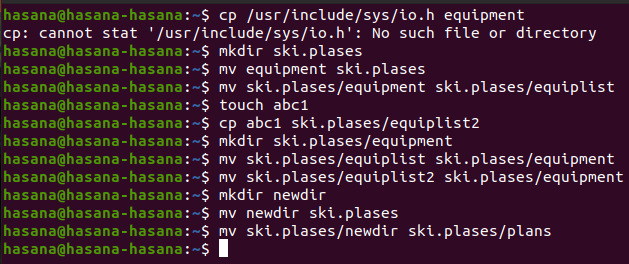 hasana@hasana-hasana:~$ cp /usr/include/sys/io.h equipment
cp: cannot stat '/usr/include/sys/io.h': No such file or directory
hasana@hasana-hasana:~$ mkdir ski.plases
hasana@hasana-hasana:~$ mv equipment ski.plases
hasana@hasana-hasana:~$ mv ski.plases/equipment ski.plases/equiplist
hasana@hasana-hasana:~$ touch abc1
hasana@hasana-hasana:~$ cp abc1 ski.plases/equiplist2
hasana@hasana-hasana:~$ mkdir ski.plases/equipment
hasana@hasana-hasana:~$ mv ski.plases/equiplist ski.plases/equipment
hasana@hasana-hasana:~$ mv ski.plases/equiplist2 ski.plases/equipment
hasana@hasana-hasana:~$ mkdir newdir
hasana@hasana-hasana:~$ mv newdir ski.plases
hasana@hasana-hasana:~$ mv ski.plases/newdir ski.plases/plans
hasana@hasana-hasana:~$